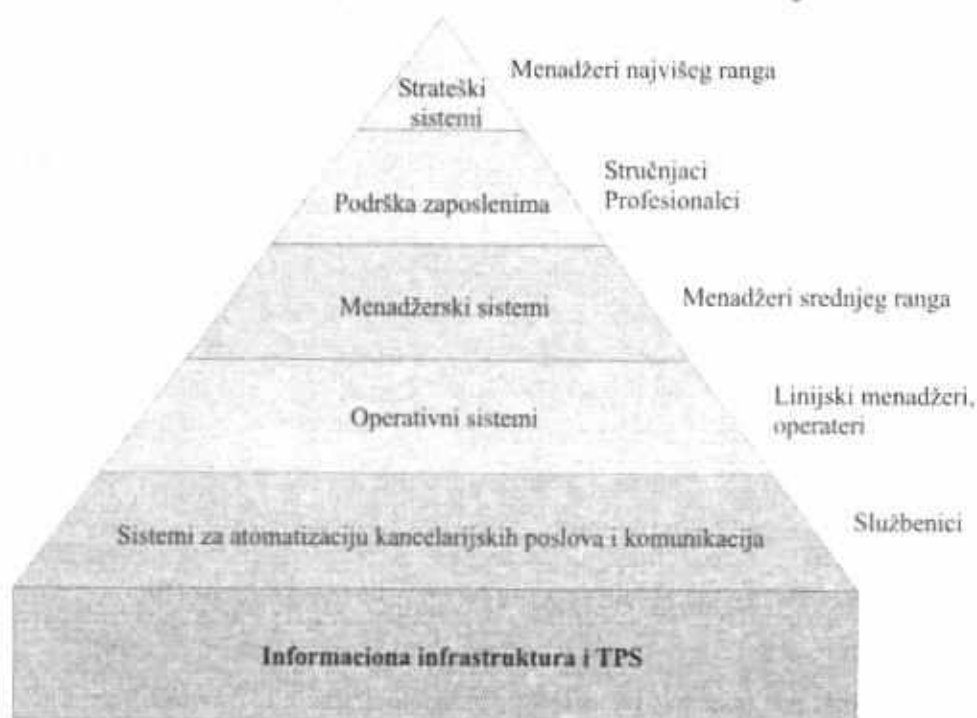 Menadžeri najvišeg ranga
Strateški
sistemi
Stručnjaci
Profesionalci
Podrška zaposlenima
Menadžerski sistemi
Menadžeri srednjeg ranga
Linijski menadžeri,
operateri
Operativni sistemi
Službenici
Sistemi za atomatizaciju kancelarijskih poslova i komunikacija
Informaciona infrastruktura i TPS